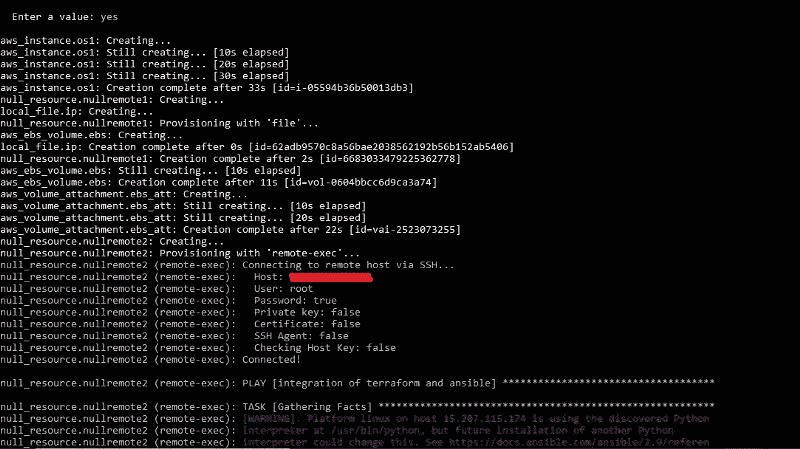 Enter a value: yes
aws_instance.os1: Creating...
aws_instance.os1: Still creating... [10s elapsed]
aws_instance.os1: Still creating... [20s elapsed]
aws_instance.os1: Still creating... [30s elapsed]
aws_instance.os1: Creation complete after 33s [id=i-05594b36b50013db3]
null_resource.nullremote1: Creating...
local_file.ip: Creating...
null_resource.nullremote1: Provisioning with 'file'...
aws_ebs_volume.ebs: Creating...
local_file.ip: Creation complete after 0s [id=62adb9570c8a56bae2038562192b56b152ab5406]
null_resource.nullremote1: Creation complete after 2s [id=6683033479225362778]
aws_ebs_volume.ebs: Still creating... [10s elapsed]
aws_ebs_volume.ebs: Creation complete after 11s [id=vol-0604bbcc6d9ca3a74]
aws_volume_attachment.ebs_att: Creating...
aws_volume_attachment.ebs_att: Still creating... [10s elapsed]
aws_volume_attachment.ebs_att: Still creating... [20s elapsed]
aws_volume_attachment.ebs_att: Creation complete after 22s [id=vai-2523073255]
null_resource.nullremote2: Creating...
null_resource.nullremote2: Provisioning with 'remote-exec'...
null_resource.nullremote2 (remote-exec): Connecting to remote host via SSH...
null_resource.nullremote2 (remote-exec):   Host:
null_resource.nullremote2 (remote-exec):   User: root
null_resource.nullremote2 (remote-exec):   Password: true
null_resource.nullremote2 (remote-exec):   Private key: false
null_resource.nullremote2 (remote-exec):   Certificate: false
null_resource.nullremote2 (remote-exec):   SSH Agent: false
null_resource.nullremote2 (remote-exec):   Checking Host Key: false
null_resource.nullremote2 (remote-exec): Connected!
null_resource.nullremote2 (remote-exec): PLAY [integration of terraform and ansible] ************************************
null_resource.nullremote2 (remote-exec): TASK [Gathering Facts] *********************************************************
null_resource.nullremote2 (remote-exec): [WARNING]: Platform linux on host 15.207.115.174 is using the discovered Python
null_resource.nullremote2 (remote-exec): interpreter at /usr/bin/python, but future installation of another Python
null_resource.nullremote2 (remote-exec): interpreter could change this. See https://docs.ansible.com/ansible/2.9/referen